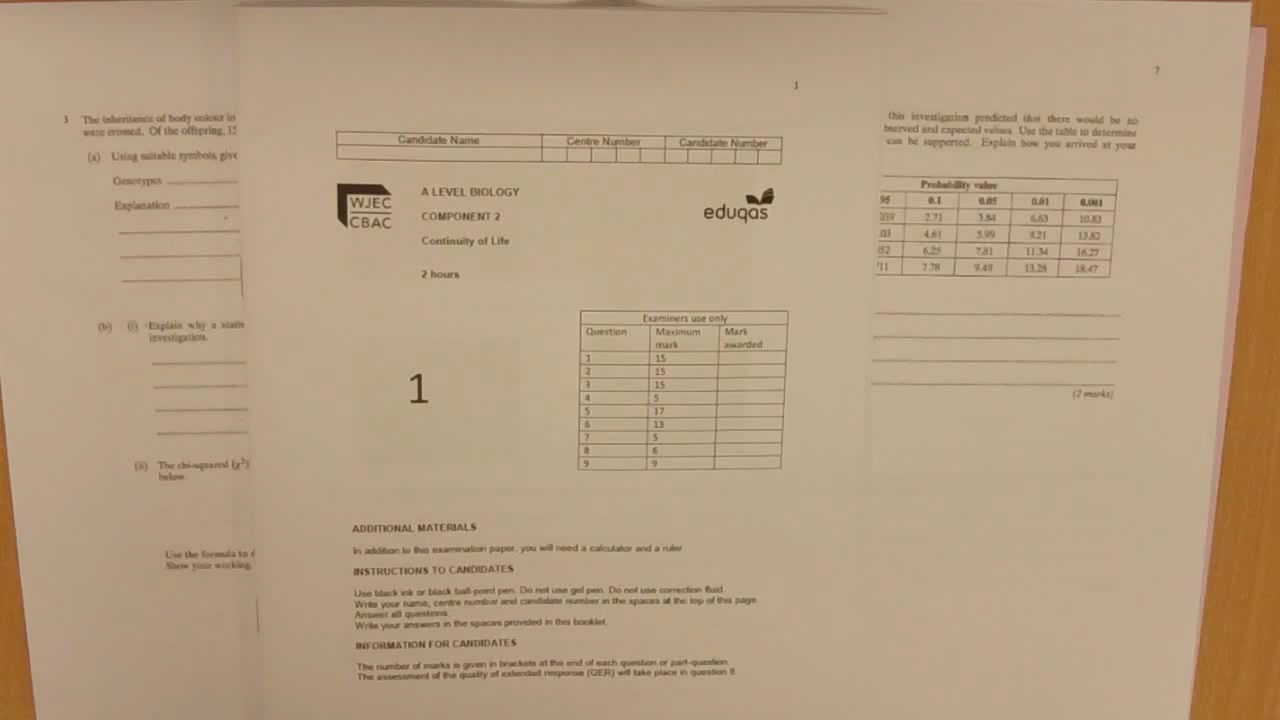 7
1
3 The inheritance of body colour in
were crossed. Of the offspring, 15
(a) Using suitable symbols, give
Genotypes
Explanation
(b) (i) Explain why a statis
investigation.
(ii) The chi-squared (χ²)
below.
Use the formula to
Show your working.
Candidate Name Centre Number Candidate Number
WJEC
CBAC
A LEVEL BIOLOGY
COMPONENT 2
Continuity of Life
2 hours
eduqas
1
Examiners use only
Question Maximum mark Mark awarded
1 15
2 15
3 15
4 5
5 17
6 13
7 5
8 6
9 9
ADDITIONAL MATERIALS
In addition to this examination paper, you will need a calculator and a ruler
INSTRUCTIONS TO CANDIDATES
Use black ink or black ball-point pen. Do not use gel pen. Do not use correction fluid.
Write your name, centre number and candidate number in the spaces at the top of this page
Answer all questions.
Write your answers in the spaces provided in this booklet.
INFORMATION FOR CANDIDATES
The number of marks is given in brackets at the end of each question or part-question.
The assessment of the quality of extended response (QER) will take place in question 8.
this investigation predicted that there would be no
bserved and expected values. Use the table to determine
can be supported. Explain how you arrived at your
Probability value
95 0.1 0.05 0.01 0.001
039 2.71 3.84 6.63 10.83
03 4.61 5.99 9.21 13.82
352 6.25 7.81 11.34 16.27
711 7.78 9.49 13.28 18.47
(2 marks)